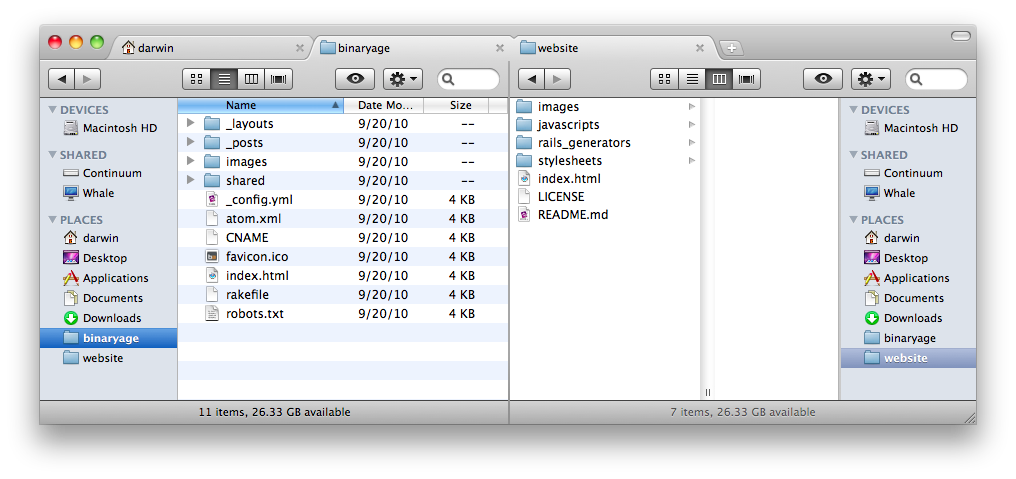 darwin
binaryage
website
DEVICES
Macintosh HD
SHARED
Continuum
Whale
PLACES
darwin
Desktop
Applications
Documents
Downloads
binaryage
website
Name Date Mo... Size
_layouts 9/20/10 --
_posts 9/20/10 --
images 9/20/10 --
shared 9/20/10 --
_config.yml 9/20/10 4 KB
atom.xml 9/20/10 4 KB
CNAME 9/20/10 4 KB
favicon.ico 9/20/10 4 KB
index.html 9/20/10 4 KB
rakefile 9/20/10 4 KB
robots.txt 9/20/10 4 KB
11 items, 26.33 GB available
images
javascripts
rails_generators
stylesheets
index.html
LICENSE
README.md
7 items, 26.33 GB available
DEVICES
Macintosh HD
SHARED
Continuum
Whale
PLACES
darwin
Desktop
Applications
Documents
Downloads
binaryage
website